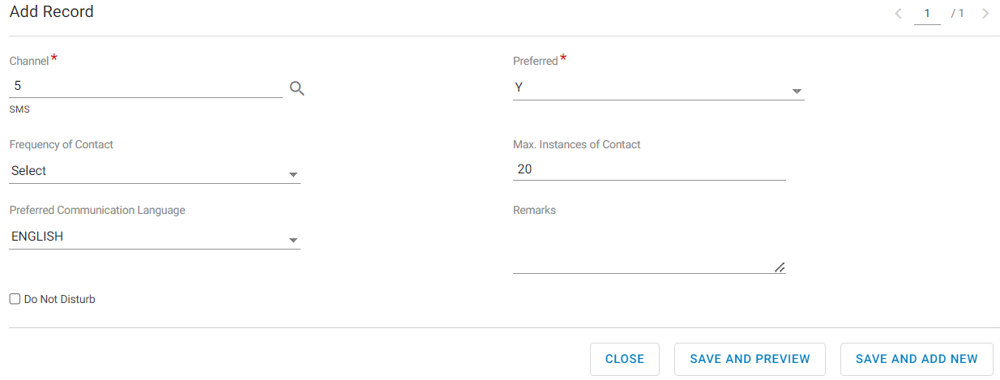 Add Record
1 / 1
Channel*
Preferred*
5
Y
SMS
Frequency of Contact
Max. Instances of Contact
Select
20
Preferred Communication Language
Remarks
ENGLISH
Do Not Disturb
CLOSE SAVE AND PREVIEW SAVE AND ADD NEW